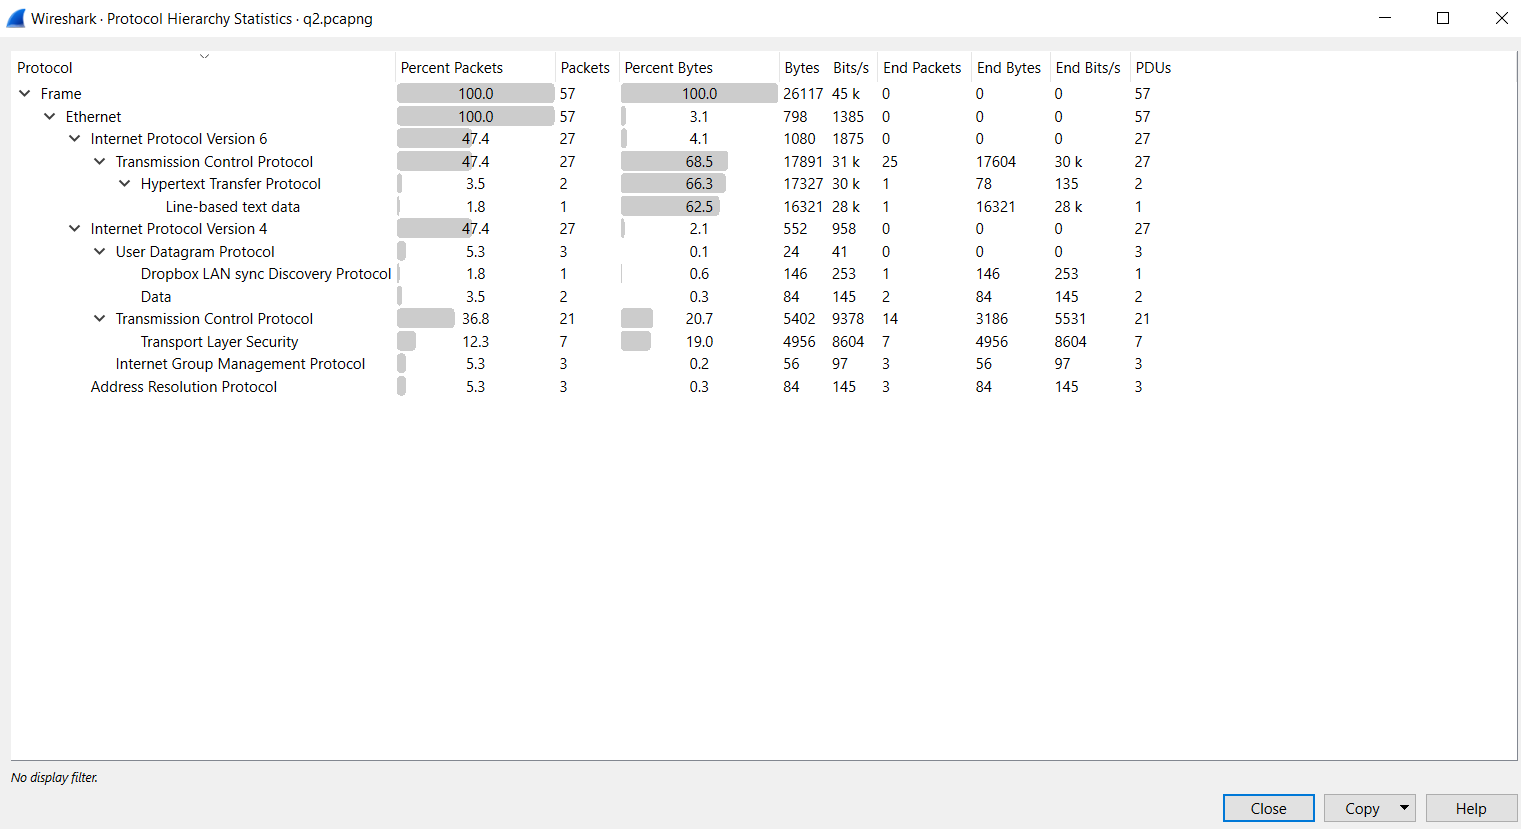 Wireshark · Protocol Hierarchy Statistics · q2.pcapng
Protocol Percent Packets Packets Percent Bytes Bytes Bits/s End Packets End Bytes End Bits/s PDUs
Frame 100.0 57 100.0 26117 45 k 0 0 0 57
Ethernet 100.0 57 3.1 798 1385 0 0 0 57
Internet Protocol Version 6 47.4 27 4.1 1080 1875 0 0 0 27
Transmission Control Protocol 47.4 27 68.5 17891 31 k 25 17604 30 k 27
Hypertext Transfer Protocol 3.5 2 66.3 17327 30 k 1 78 135 2
Line-based text data 1.8 1 62.5 16321 28 k 1 16321 28 k 1
Internet Protocol Version 4 47.4 27 2.1 552 958 0 0 0 27
User Datagram Protocol 5.3 3 0.1 24 41 0 0 0 3
Dropbox LAN sync Discovery Protocol 1.8 1 0.6 146 253 1 146 253 1
Data 3.5 2 0.3 84 145 2 84 145 2
Transmission Control Protocol 36.8 21 20.7 5402 9378 14 3186 5531 21
Transport Layer Security 12.3 7 19.0 4956 8604 7 4956 8604 7
Internet Group Management Protocol 5.3 3 0.2 56 97 3 56 97 3
Address Resolution Protocol 5.3 3 0.3 84 145 3 84 145 3
No display filter.
Close Copy Help